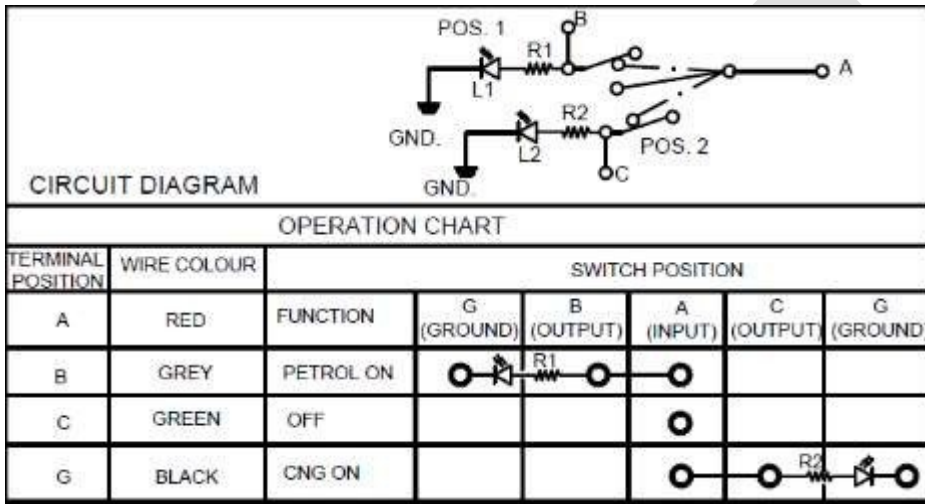 POS. 1
B
R1
A
L1
R2
GND.
L2
POS. 2
C
GND.
CIRCUIT DIAGRAM
OPERATION CHART
TERMINAL POSITION WIRE COLOUR SWITCH POSITION
A RED FUNCTION G (GROUND) B (OUTPUT) A (INPUT) C (OUTPUT) G (GROUND)
B GREY PETROL ON R1
C GREEN OFF
G BLACK CNG ON R2